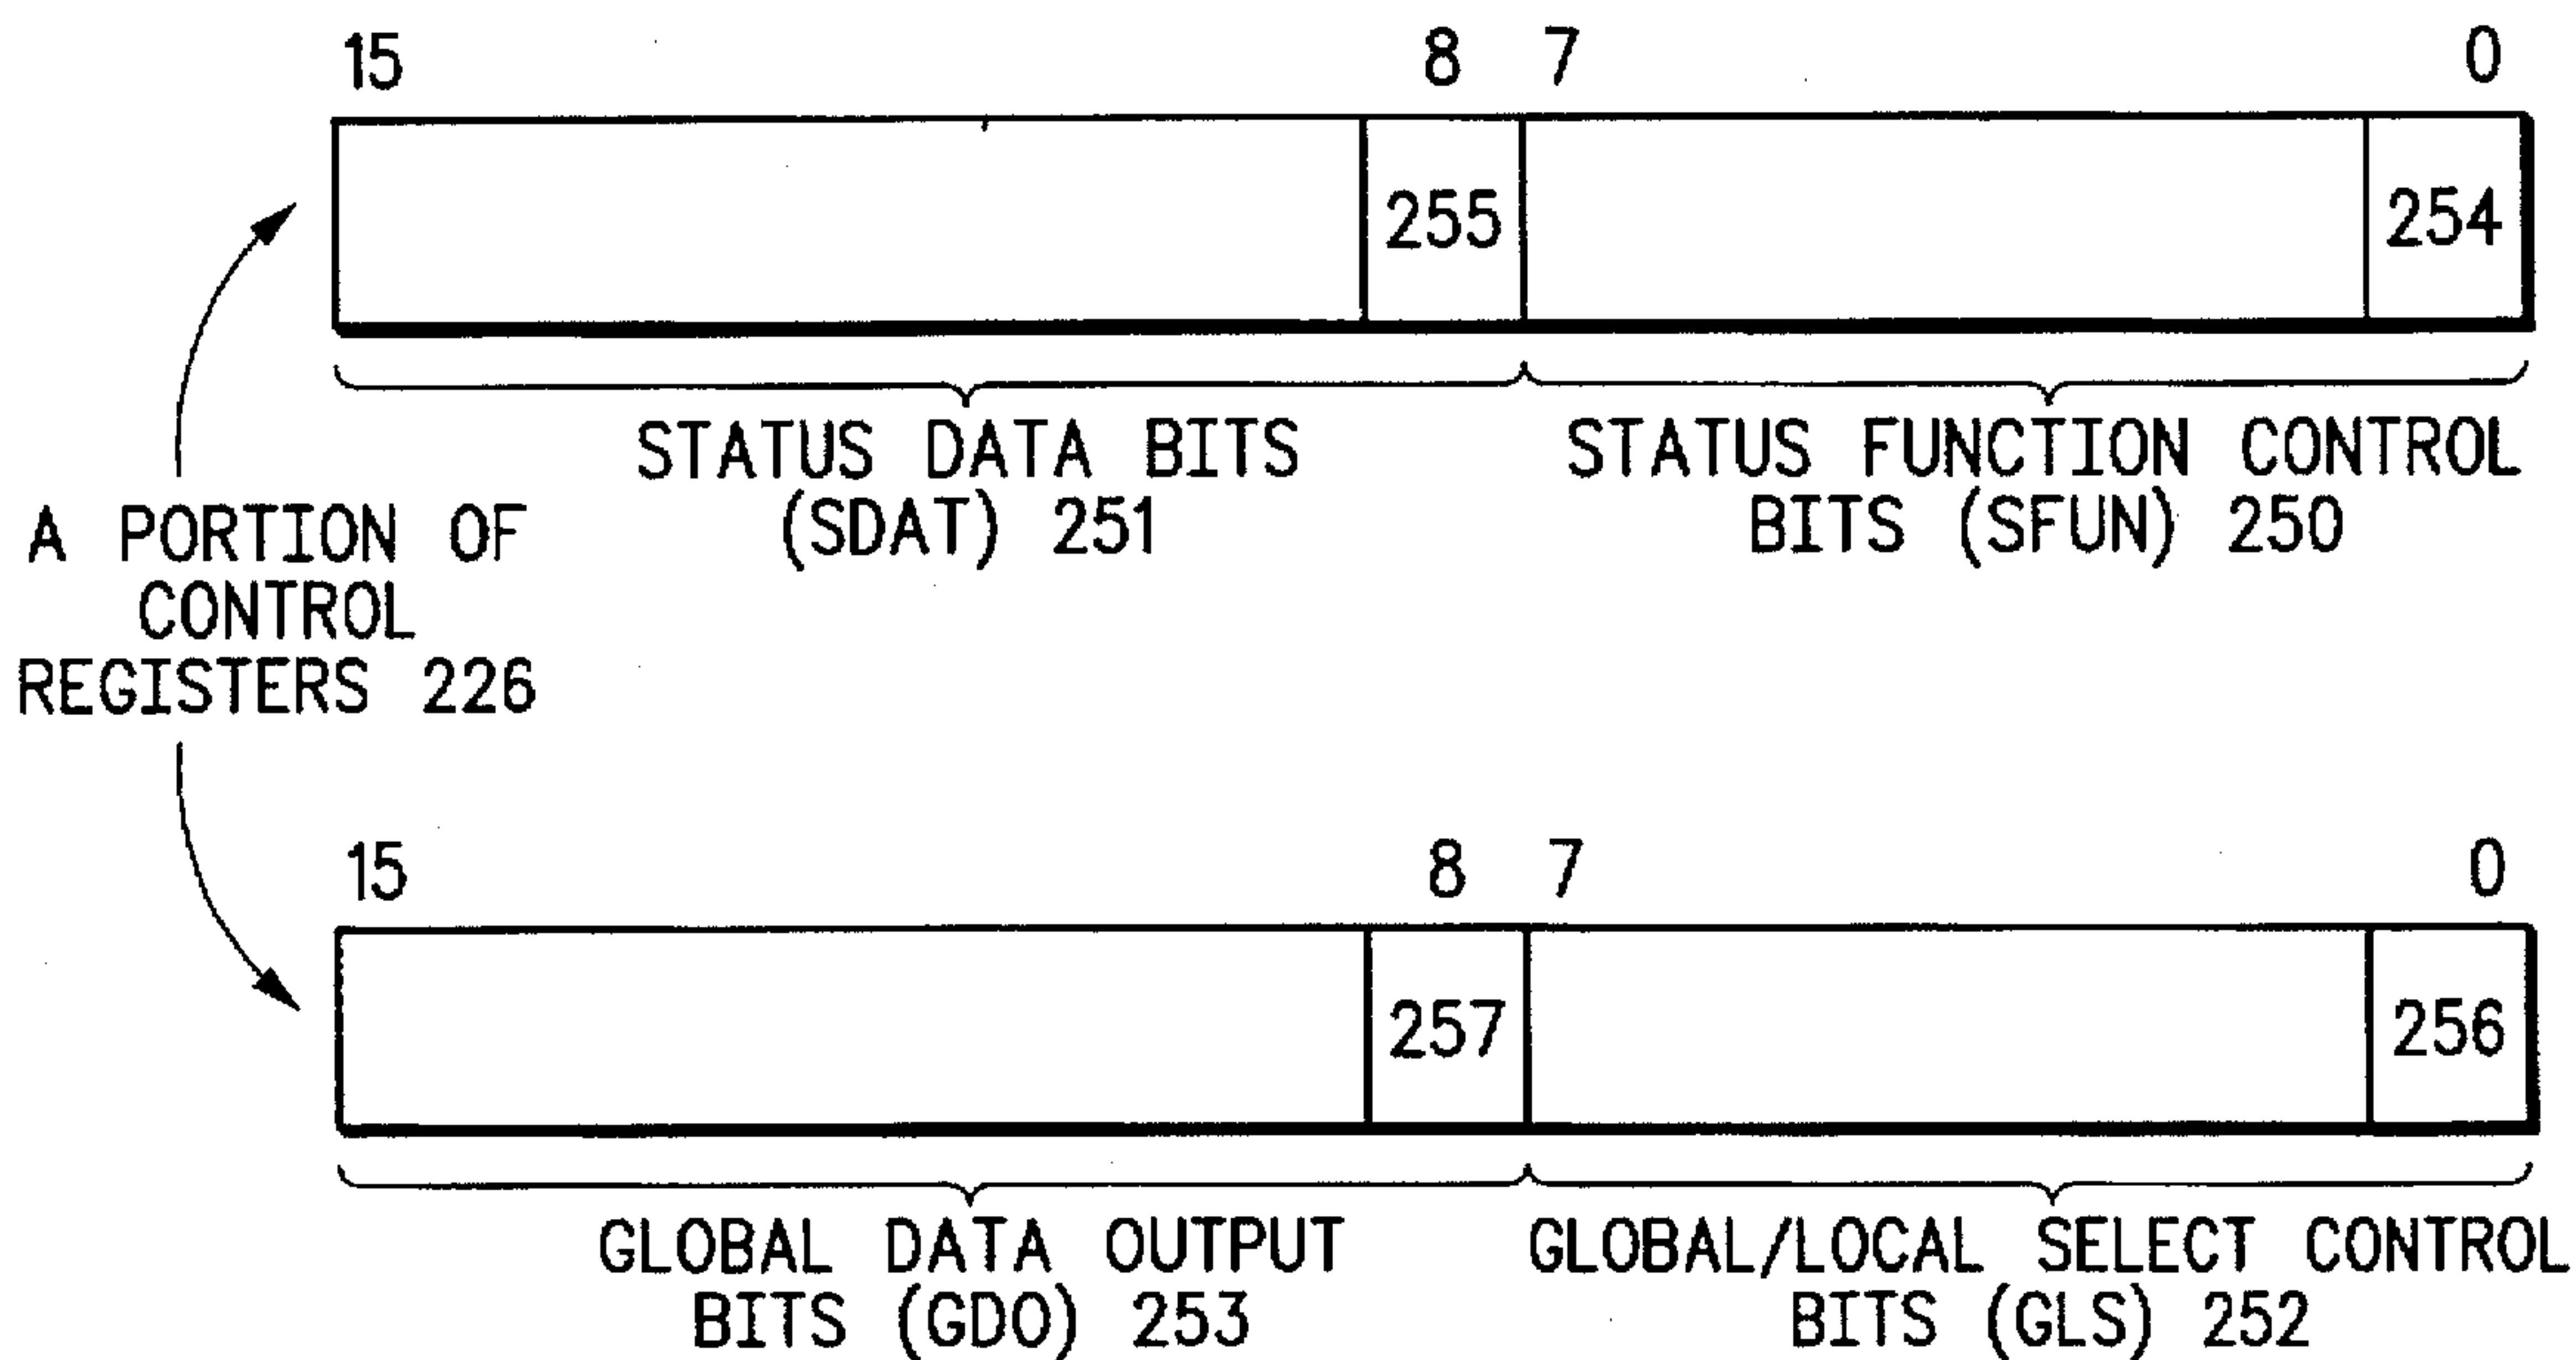 15 8 7 0
255 254
STATUS DATA BITS
(SDAT) 251
STATUS FUNCTION CONTROL
BITS (SFUN) 250
A PORTION OF
CONTROL
REGISTERS 226
15 8 7 0
257 256
GLOBAL DATA OUTPUT
BITS (GDO) 253
GLOBAL/LOCAL SELECT CONTROL
BITS (GLS) 252